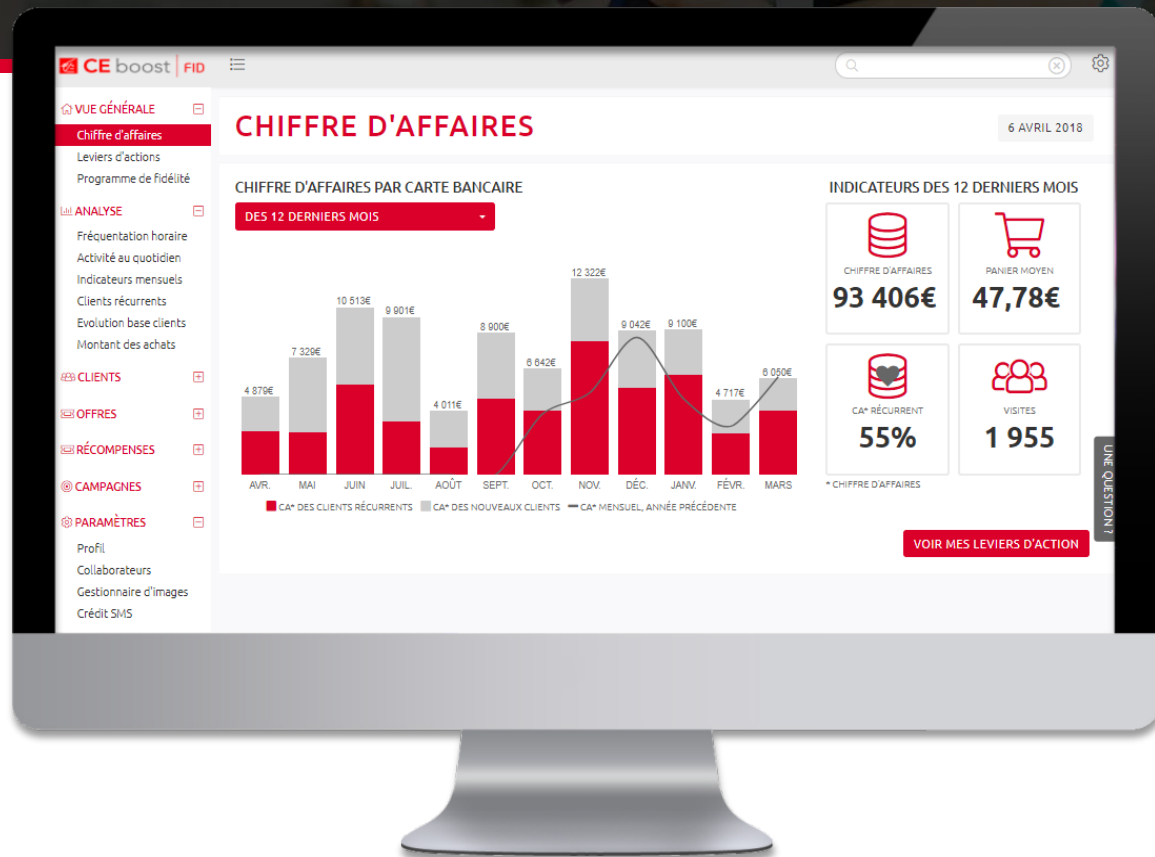 CE boost FID
VUE GÉNÉRALE
Chiffre d'affaires
Leviers d'actions
Programme de fidélité
ANALYSE
Fréquentation horaire
Activité au quotidien
Indicateurs mensuels
Clients récurrents
Evolution base clients
Montant des achats
CLIENTS
OFFRES
RÉCOMPENSES
CAMPAGNES
PARAMÈTRES
Profil
Collaborateurs
Gestionnaire d'images
Crédit SMS
CHIFFRE D'AFFAIRES
6 AVRIL 2018
CHIFFRE D'AFFAIRES PAR CARTE BANCAIRE
DES 12 DERNIERS MOIS
4 879€
7 329€
10 513€
9 901€
4 011€
8 900€
6 642€
12 322€
9 042€
9 100€
4 717€
6 050€
AVR. MAI JUIN JUIL. AOÛT SEPT. OCT. NOV. DÉC. JANV. FÉVR. MARS
CA* DES CLIENTS RÉCURRENTS CA* DES NOUVEAUX CLIENTS CA* MENSUEL, ANNÉE PRÉCÉDENTE
INDICATEURS DES 12 DERNIERS MOIS
CHIFFRE D'AFFAIRES
93 406€
PANIER MOYEN
47,78€
CA* RÉCURRENT
55%
VISITES
1 955
* CHIFFRE D'AFFAIRES
VOIR MES LEVIERS D'ACTION
UNE QUESTION ?